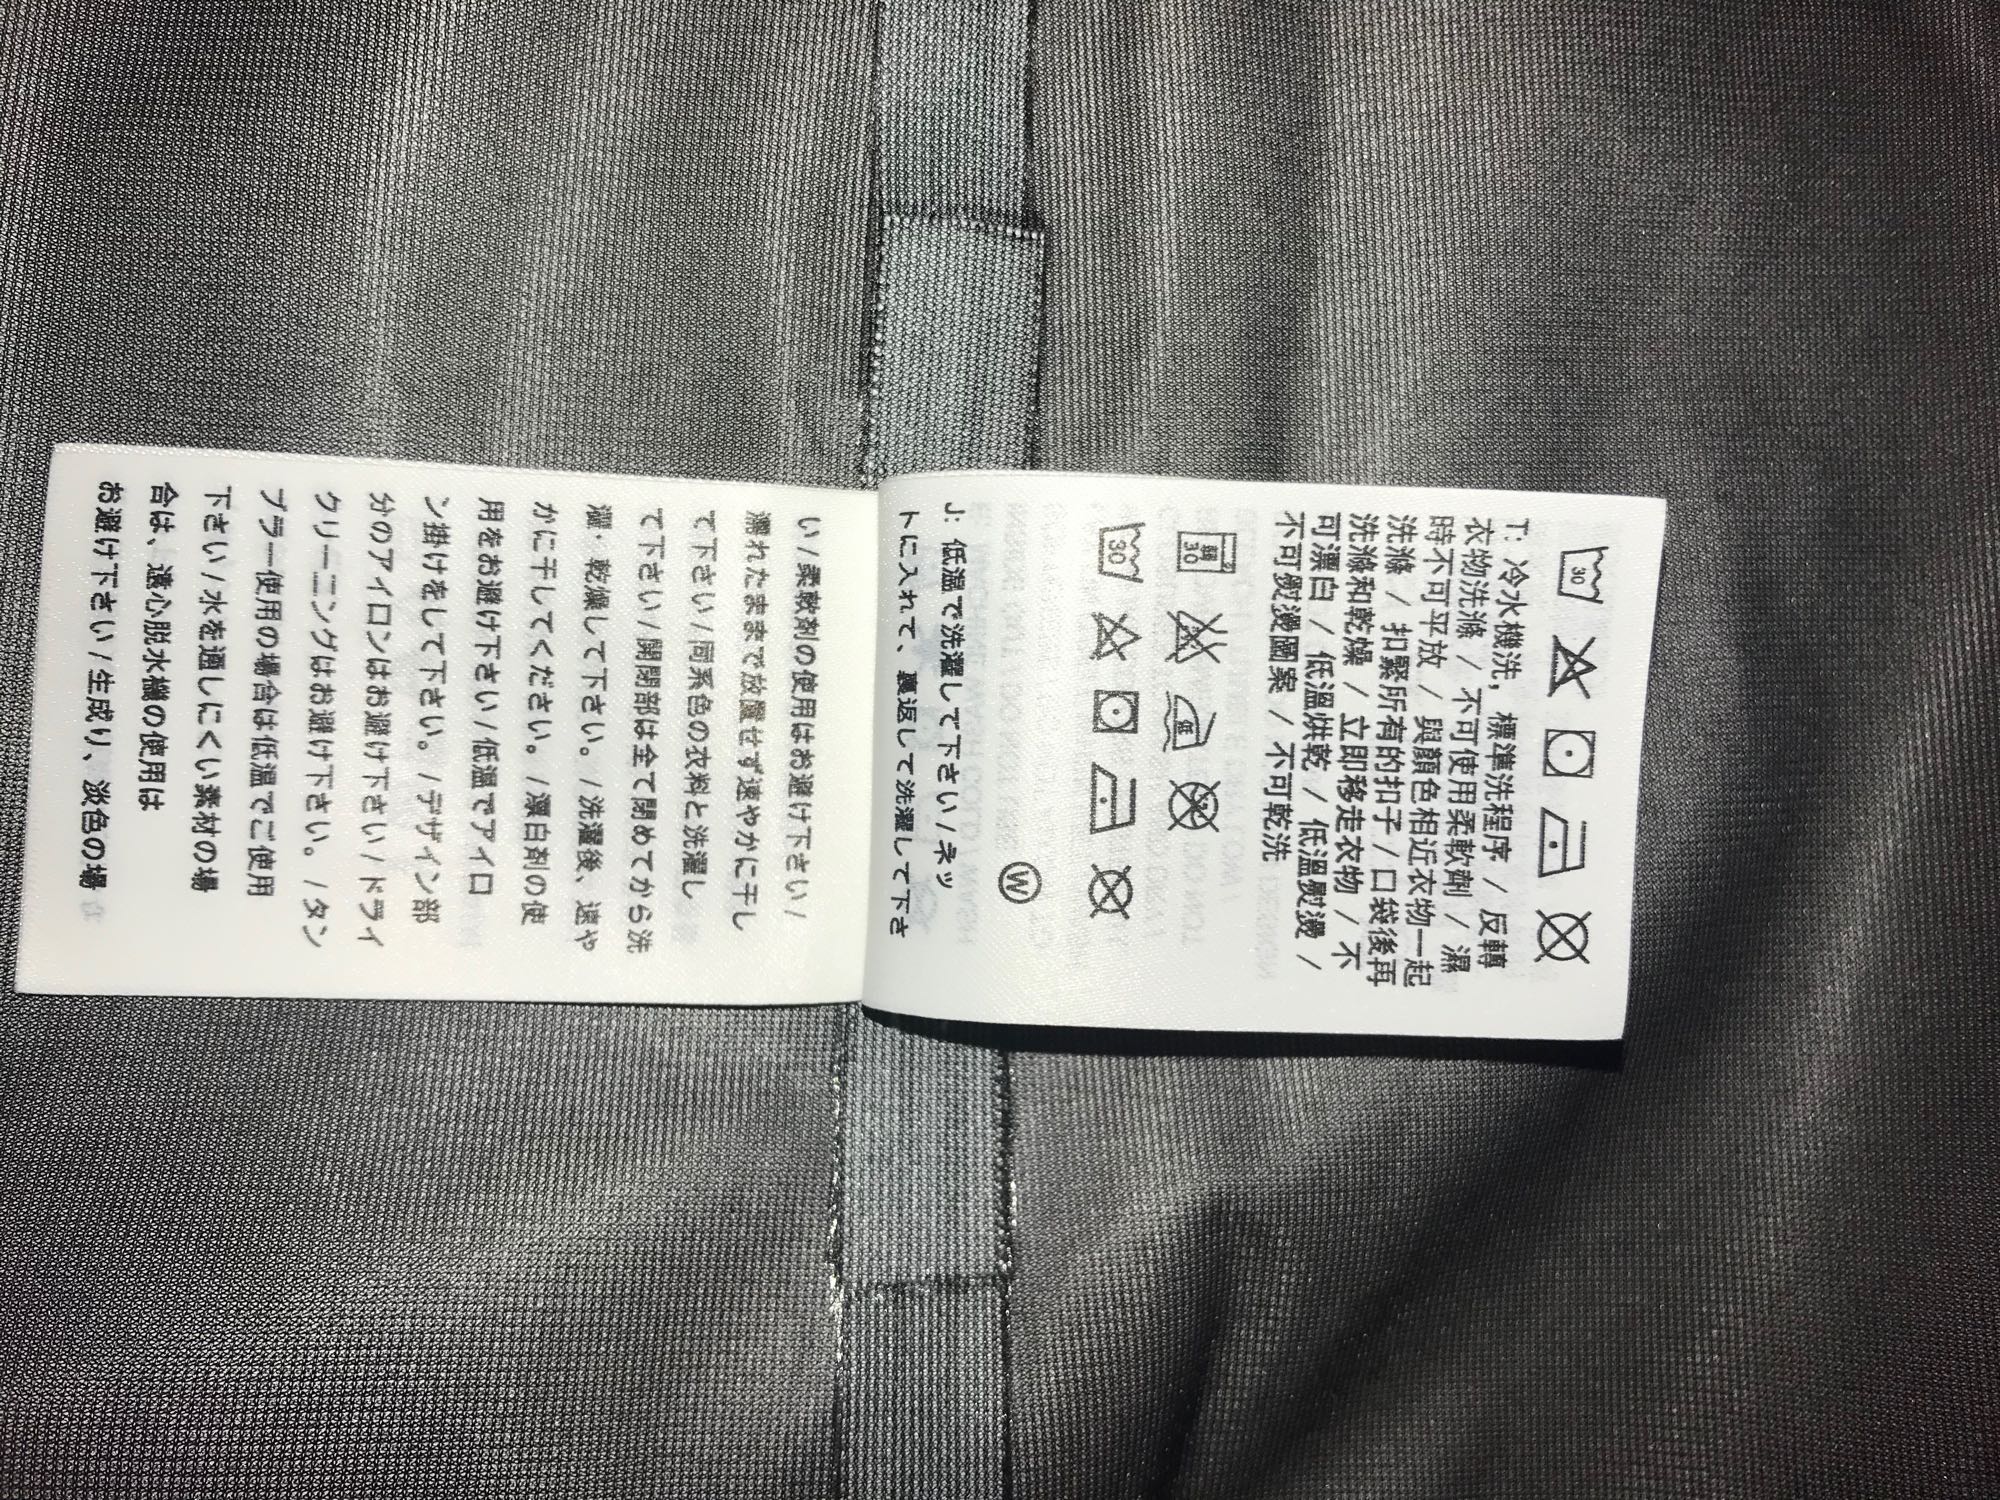 30
T: 冷水機洗, 標準洗程序 / 反轉
衣物洗滌 / 不可使用柔軟劑 / 濕
時不可平放 / 與顏色相近衣物一起
洗滌 / 扣緊所有的扣子 / 口袋後再
洗滌和乾燥 / 立即移走衣物 / 不
可漂白 / 低溫烘乾 / 低溫熨燙 /
不可熨燙圖案 / 不可乾洗
弱 30 低
30
W
J: 低温で洗濯して下さい / ネッ
トに入れて、裏返して洗濯して下さ
い / 柔軟剤の使用はお避け下さい /
濡れたままで放置せず速やかに干し
て下さい / 同系色の衣料と洗濯し
て下さい / 開閉部は全て閉めてから洗
濯・乾燥して下さい。 / 洗濯後、速や
かに干してください。 / 漂白剤の使
用をお避け下さい / 低温でアイロ
ン掛けをして下さい。 / デザイン部
分のアイロンはお避け下さい / ドライ
クリーニングはお避け下さい。 / タン
ブラー使用の場合は低温でご使用
下さい / 水を通しにくい素材の場
合は、遠心脱水機の使用は
お避け下さい / 生成り、淡色の場